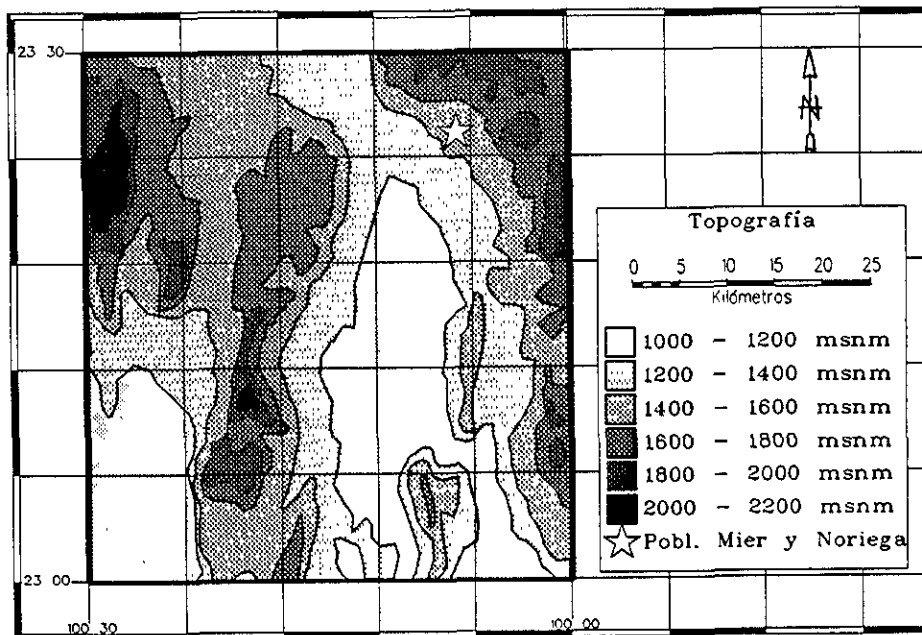 23 30
N
Topografía
0 5 10 15 20 25
Kilómetros
1000 - 1200 msnm
1200 - 1400 msnm
1400 - 1600 msnm
1600 - 1800 msnm
1800 - 2000 msnm
2000 - 2200 msnm
Pobl. Mier y Noriega
23 00
100 30
100 00